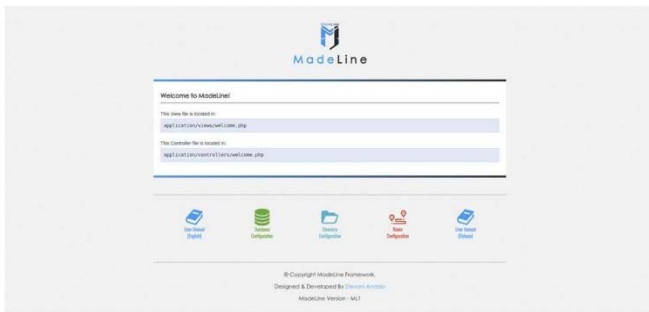 MadeLine
Welcome to MadeLine!
This View file is located in:
application/views/welcome.php
This Controller file is located in:
application/controllers/welcome.php
User Manual
(English)
Database
Configuration
Directory
Configuration
Route
Configuration
User Manual
© Copyright MadeLine Framework.
Designed & Developed By
MadeLine Version - ML1